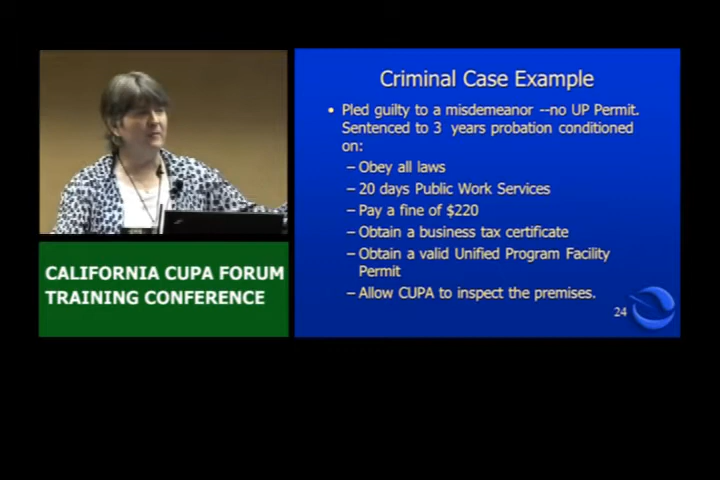 Criminal Case Example
• Pled guilty to a misdemeanor --no UP Permit.
Sentenced to 3 years probation conditioned
on:
– Obey all laws
– 20 days Public Work Services
– Pay a fine of $220
– Obtain a business tax certificate
– Obtain a valid Unified Program Facility
Permit
– Allow CUPA to inspect the premises.
24
CALIFORNIA CUPA FORUM
TRAINING CONFERENCE